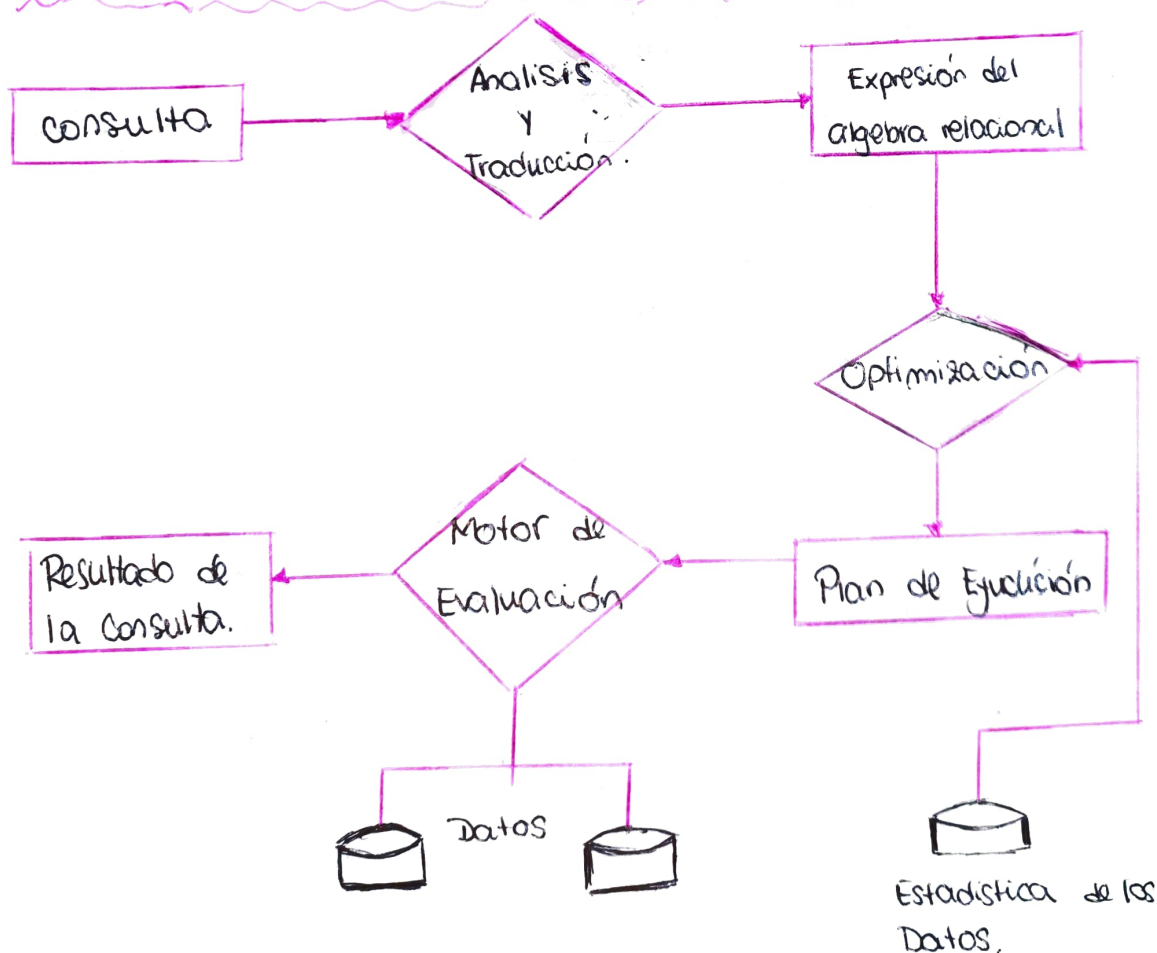 consulta
Analisis
Y
Traducción.
Expresión del
algebra relacional
Optimización
Motor de
Evaluación
Plan de Ejucución
Resultado de
la Consulta.
Datos
Estadistica de los
Datos.